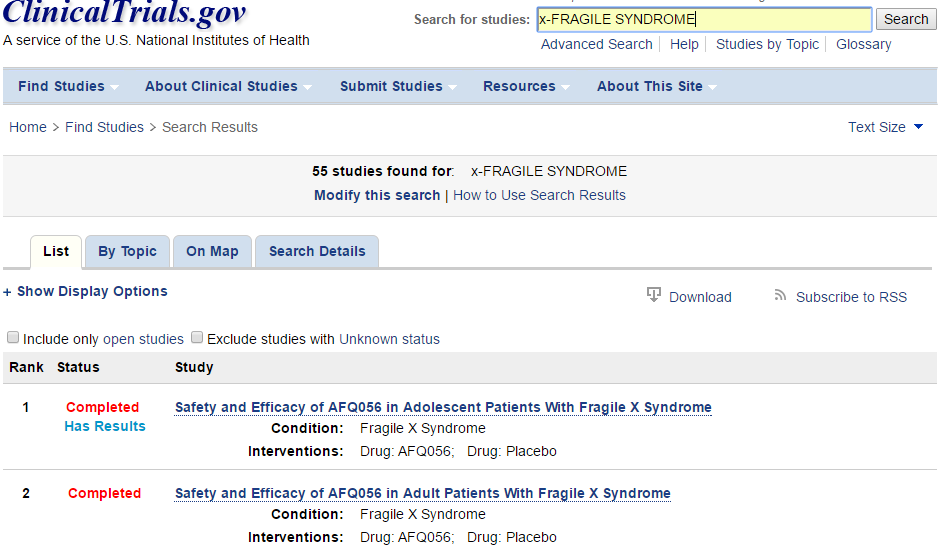 ClinicalTrials.gov
Search for studies: x-FRAGILE SYNDROME Search
A service of the U.S. National Institutes of Health
Advanced Search Help Studies by Topic Glossary
Find Studies About Clinical Studies Submit Studies Resources About This Site
Home > Find Studies > Search Results Text Size
55 studies found for: x-FRAGILE SYNDROME
Modify this search | How to Use Search Results
List By Topic On Map Search Details
+ Show Display Options
Download Subscribe to RSS
Include only open studies Exclude studies with Unknown status
Rank Status Study
1 Completed Safety and Efficacy of AFQ056 in Adolescent Patients With Fragile X Syndrome
Has Results Condition: Fragile X Syndrome
Interventions: Drug: AFQ056; Drug: Placebo
2 Completed Safety and Efficacy of AFQ056 in Adult Patients With Fragile X Syndrome
Condition: Fragile X Syndrome
Interventions: Drug: AFQ056; Drug: Placebo